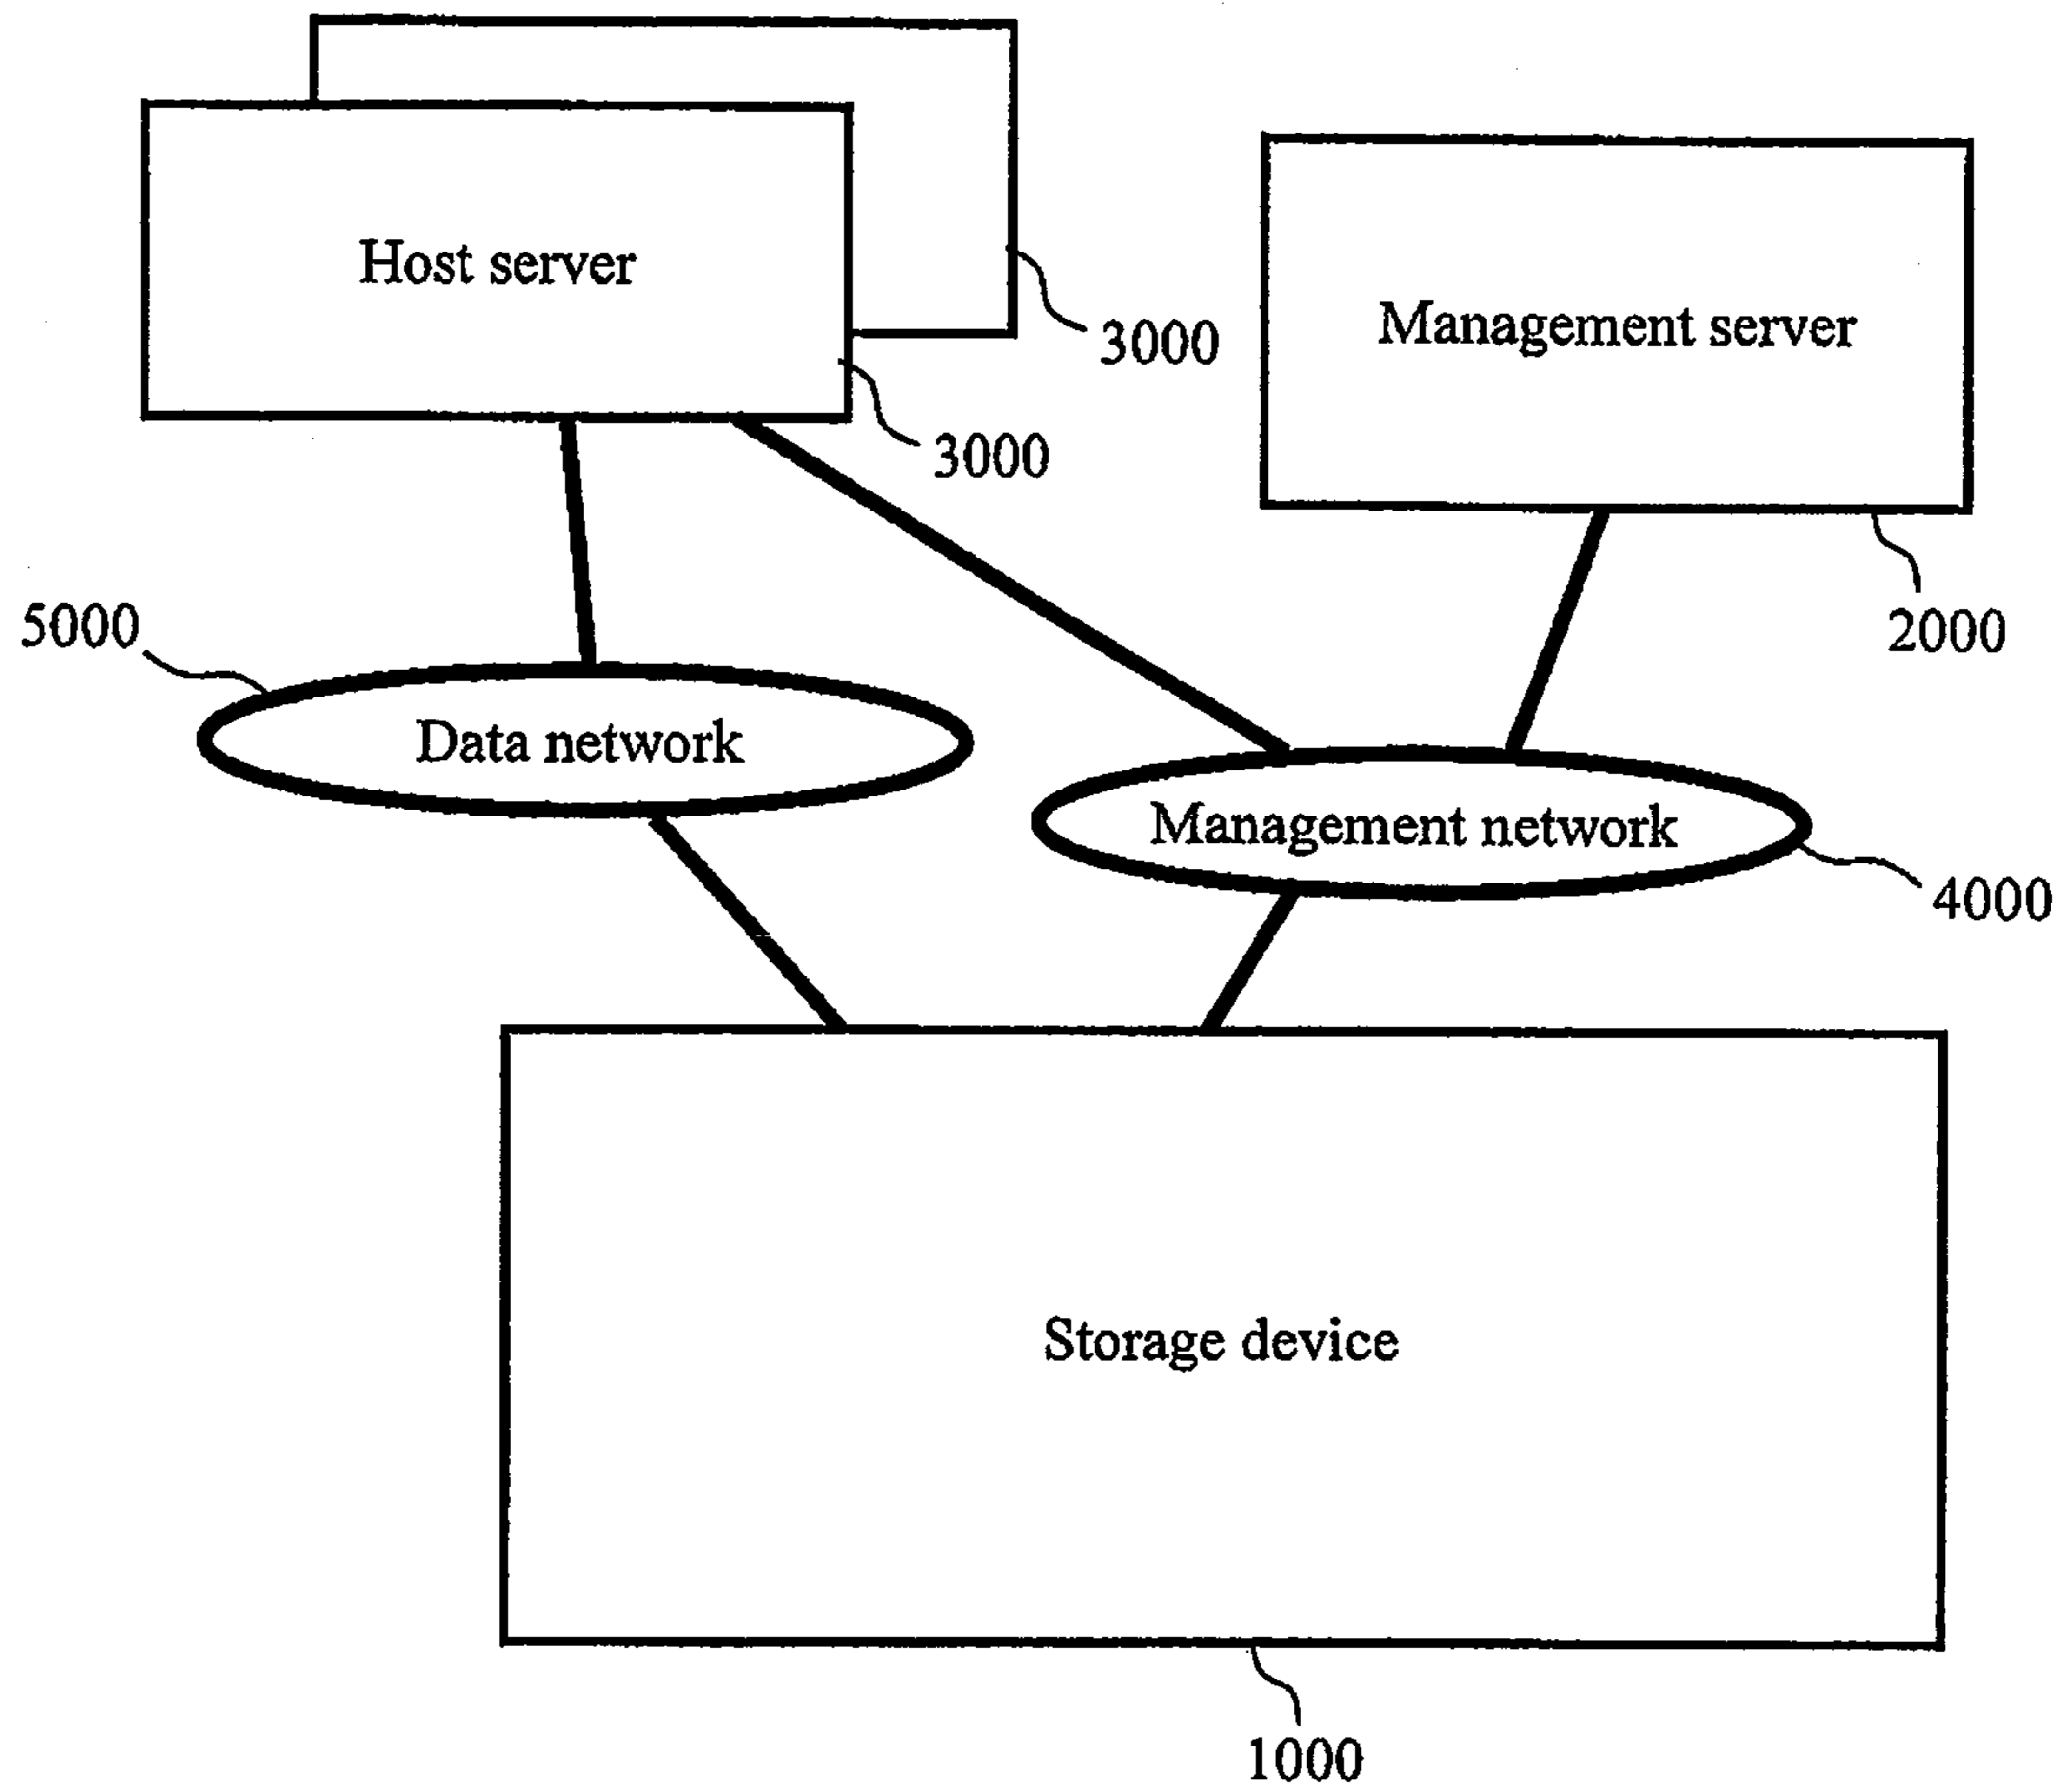 Host server
3000
Management server
3000
5000
2000
Data network
Management network
4000
Storage device
1000